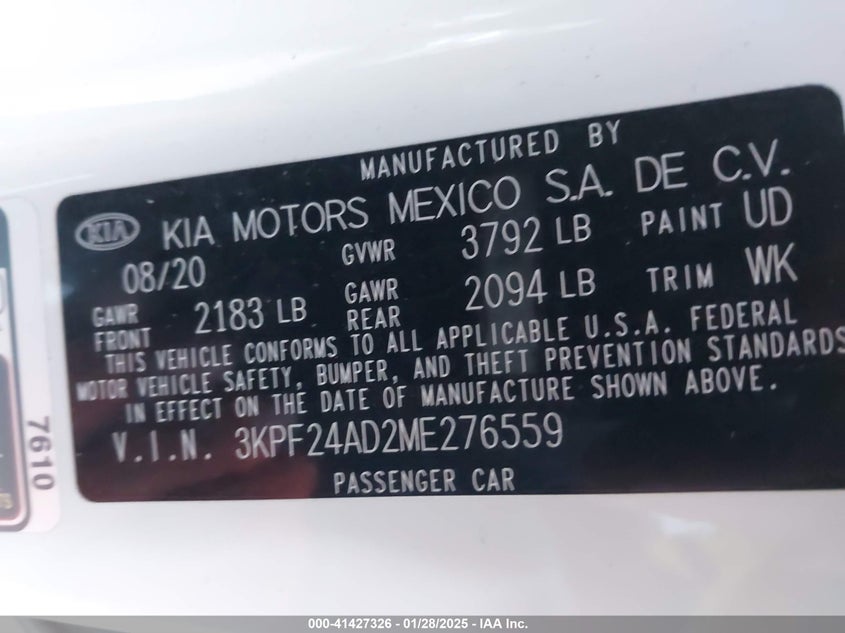 MANUFACTURED BY
KIA KIA MOTORS MEXICO S.A. DE C.V.
08/20 GVWR 3792 LB PAINT UD
GAWR FRONT 2183 LB GAWR REAR 2094 LB TRIM WK
THIS VEHICLE CONFORMS TO ALL APPLICABLE U.S.A. FEDERAL
MOTOR VEHICLE SAFETY, BUMPER, AND THEFT PREVENTION STANDARDS
IN EFFECT ON THE DATE OF MANUFACTURE SHOWN ABOVE.
V.I.N. 3KPF24AD2ME276559
PASSENGER CAR
7610
000-41427326 - 01/28/2025 - IAA Inc.